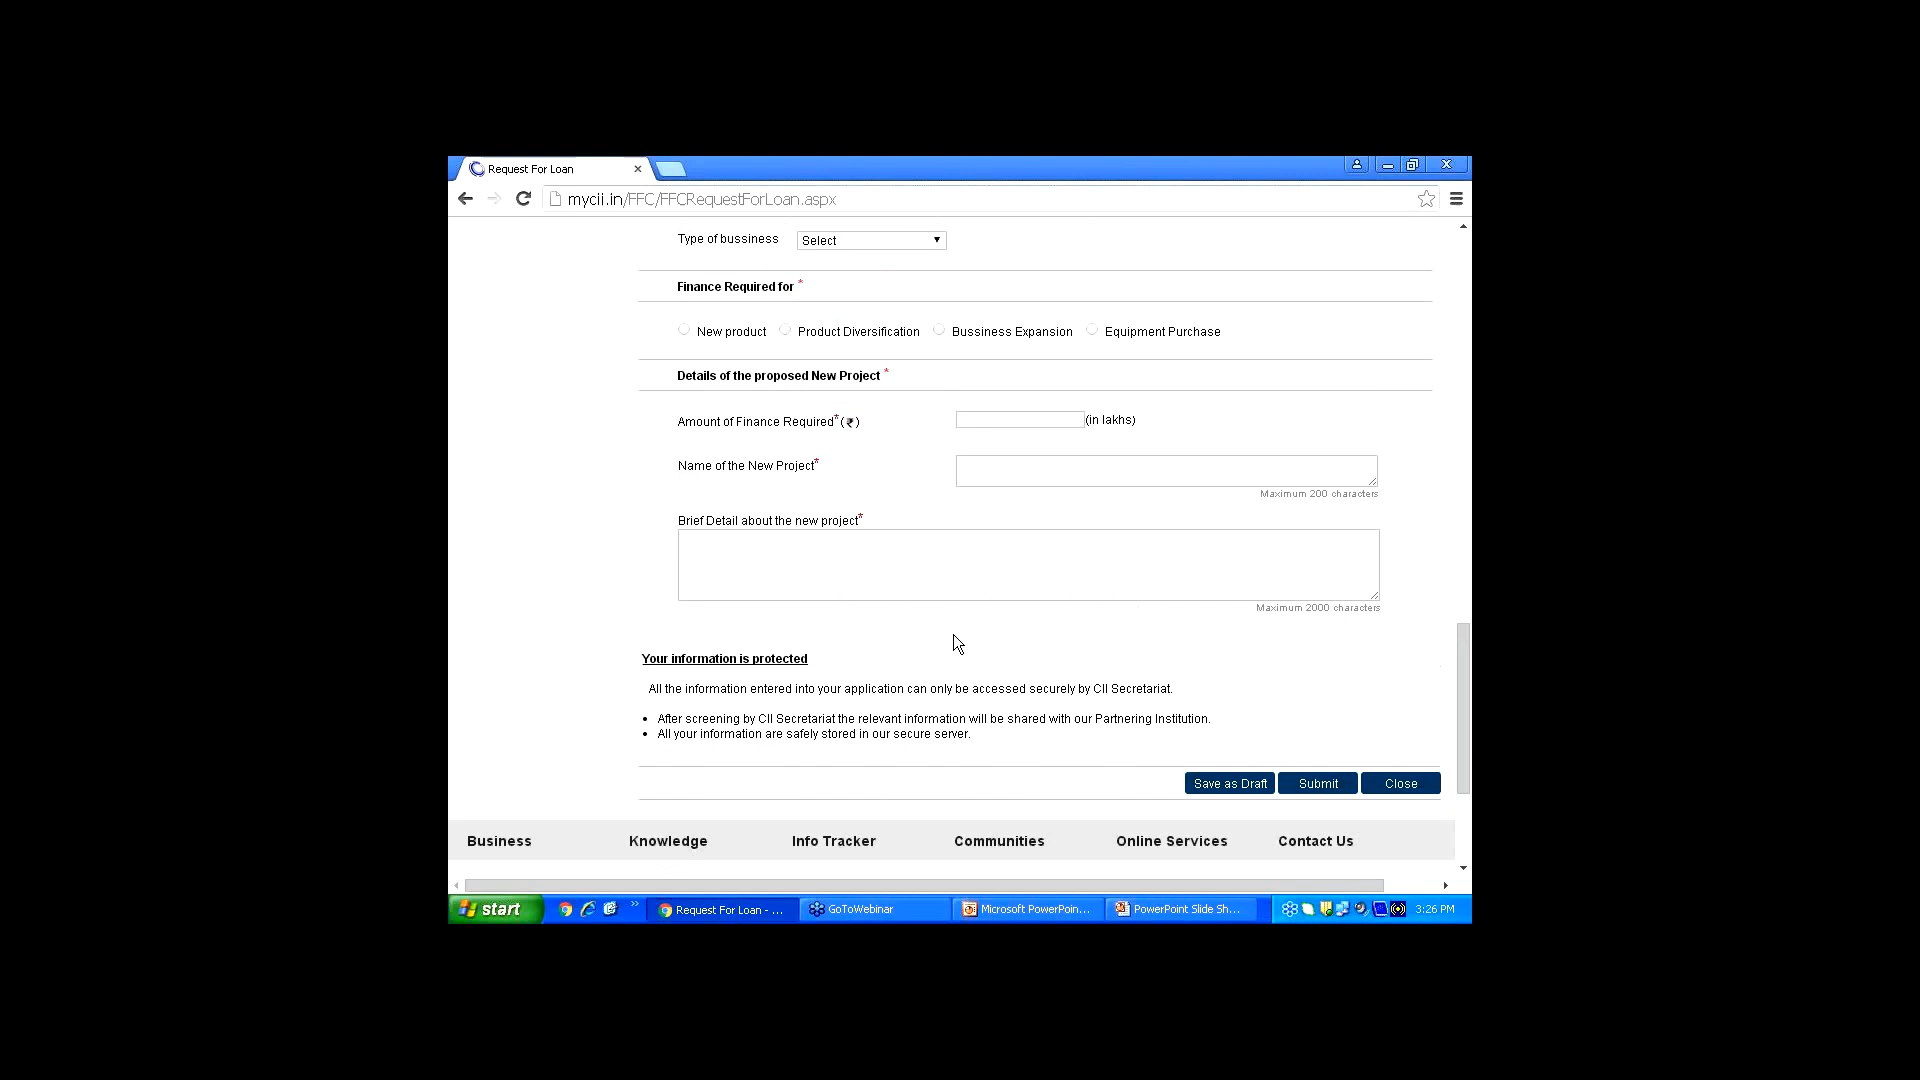 Request For Loan
mycii.in/FFC/FFCRequestForLoan.aspx
Type of bussiness Select
Finance Required for *
New product Product Diversification Bussiness Expansion Equipment Purchase
Details of the proposed New Project *
Amount of Finance Required* (₹) (in lakhs)
Name of the New Project*
Maximum 200 characters
Brief Detail about the new project*
Maximum 2000 characters
Your information is protected
All the information entered into your application can only be accessed securely by CII Secretariat.
• After screening by CII Secretariat the relevant information will be shared with our Partnering Institution.
• All your information are safely stored in our secure server.
Save as Draft Submit Close
Business Knowledge Info Tracker Communities Online Services Contact Us
start Request For Loan - ... GoToWebinar Microsoft PowerPoin... PowerPoint Slide Sh... 3:26 PM